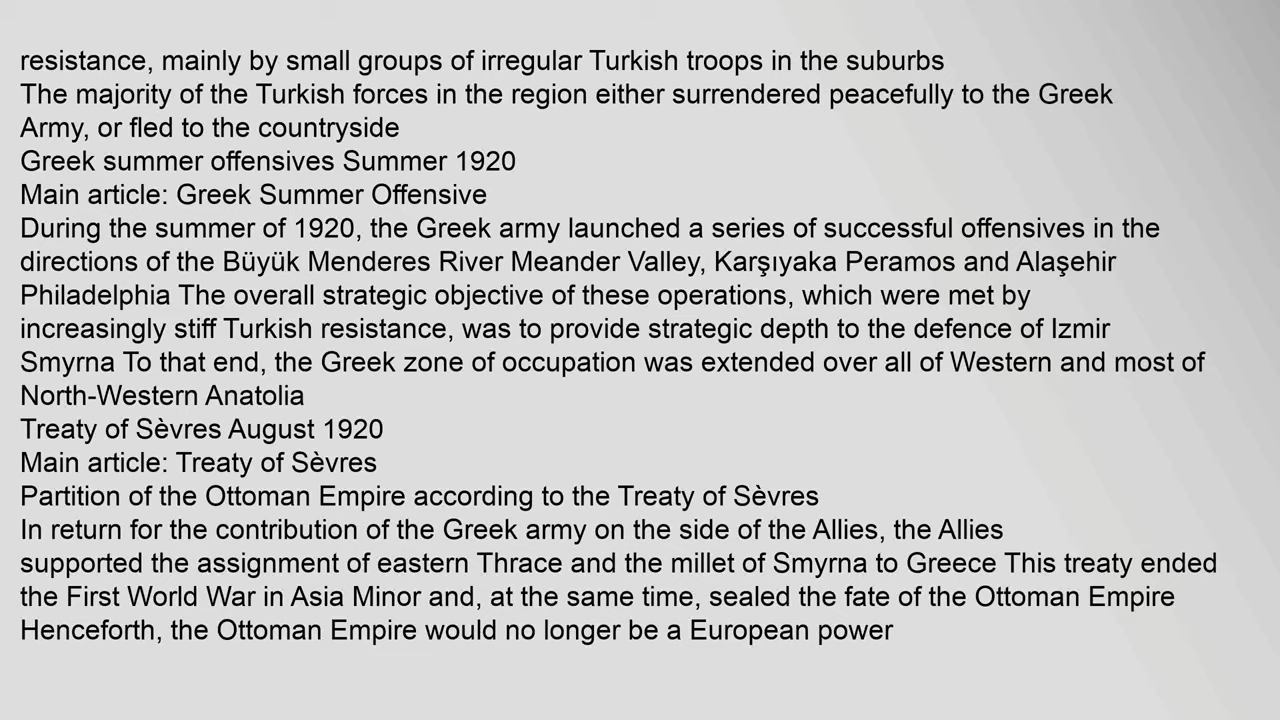 resistance, mainly by small groups of irregular Turkish troops in the suburbs
The majority of the Turkish forces in the region either surrendered peacefully to the Greek
Army, or fled to the countryside
Greek summer offensives Summer 1920
Main article: Greek Summer Offensive
During the summer of 1920, the Greek army launched a series of successful offensives in the
directions of the Büyük Menderes River Meander Valley, Karşıyaka Peramos and Alaşehir
Philadelphia The overall strategic objective of these operations, which were met by
increasingly stiff Turkish resistance, was to provide strategic depth to the defence of Izmir
Smyrna To that end, the Greek zone of occupation was extended over all of Western and most of
North-Western Anatolia
Treaty of Sèvres August 1920
Main article: Treaty of Sèvres
Partition of the Ottoman Empire according to the Treaty of Sèvres
In return for the contribution of the Greek army on the side of the Allies, the Allies
supported the assignment of eastern Thrace and the millet of Smyrna to Greece This treaty ended
the First World War in Asia Minor and, at the same time, sealed the fate of the Ottoman Empire
Henceforth, the Ottoman Empire would no longer be a European power